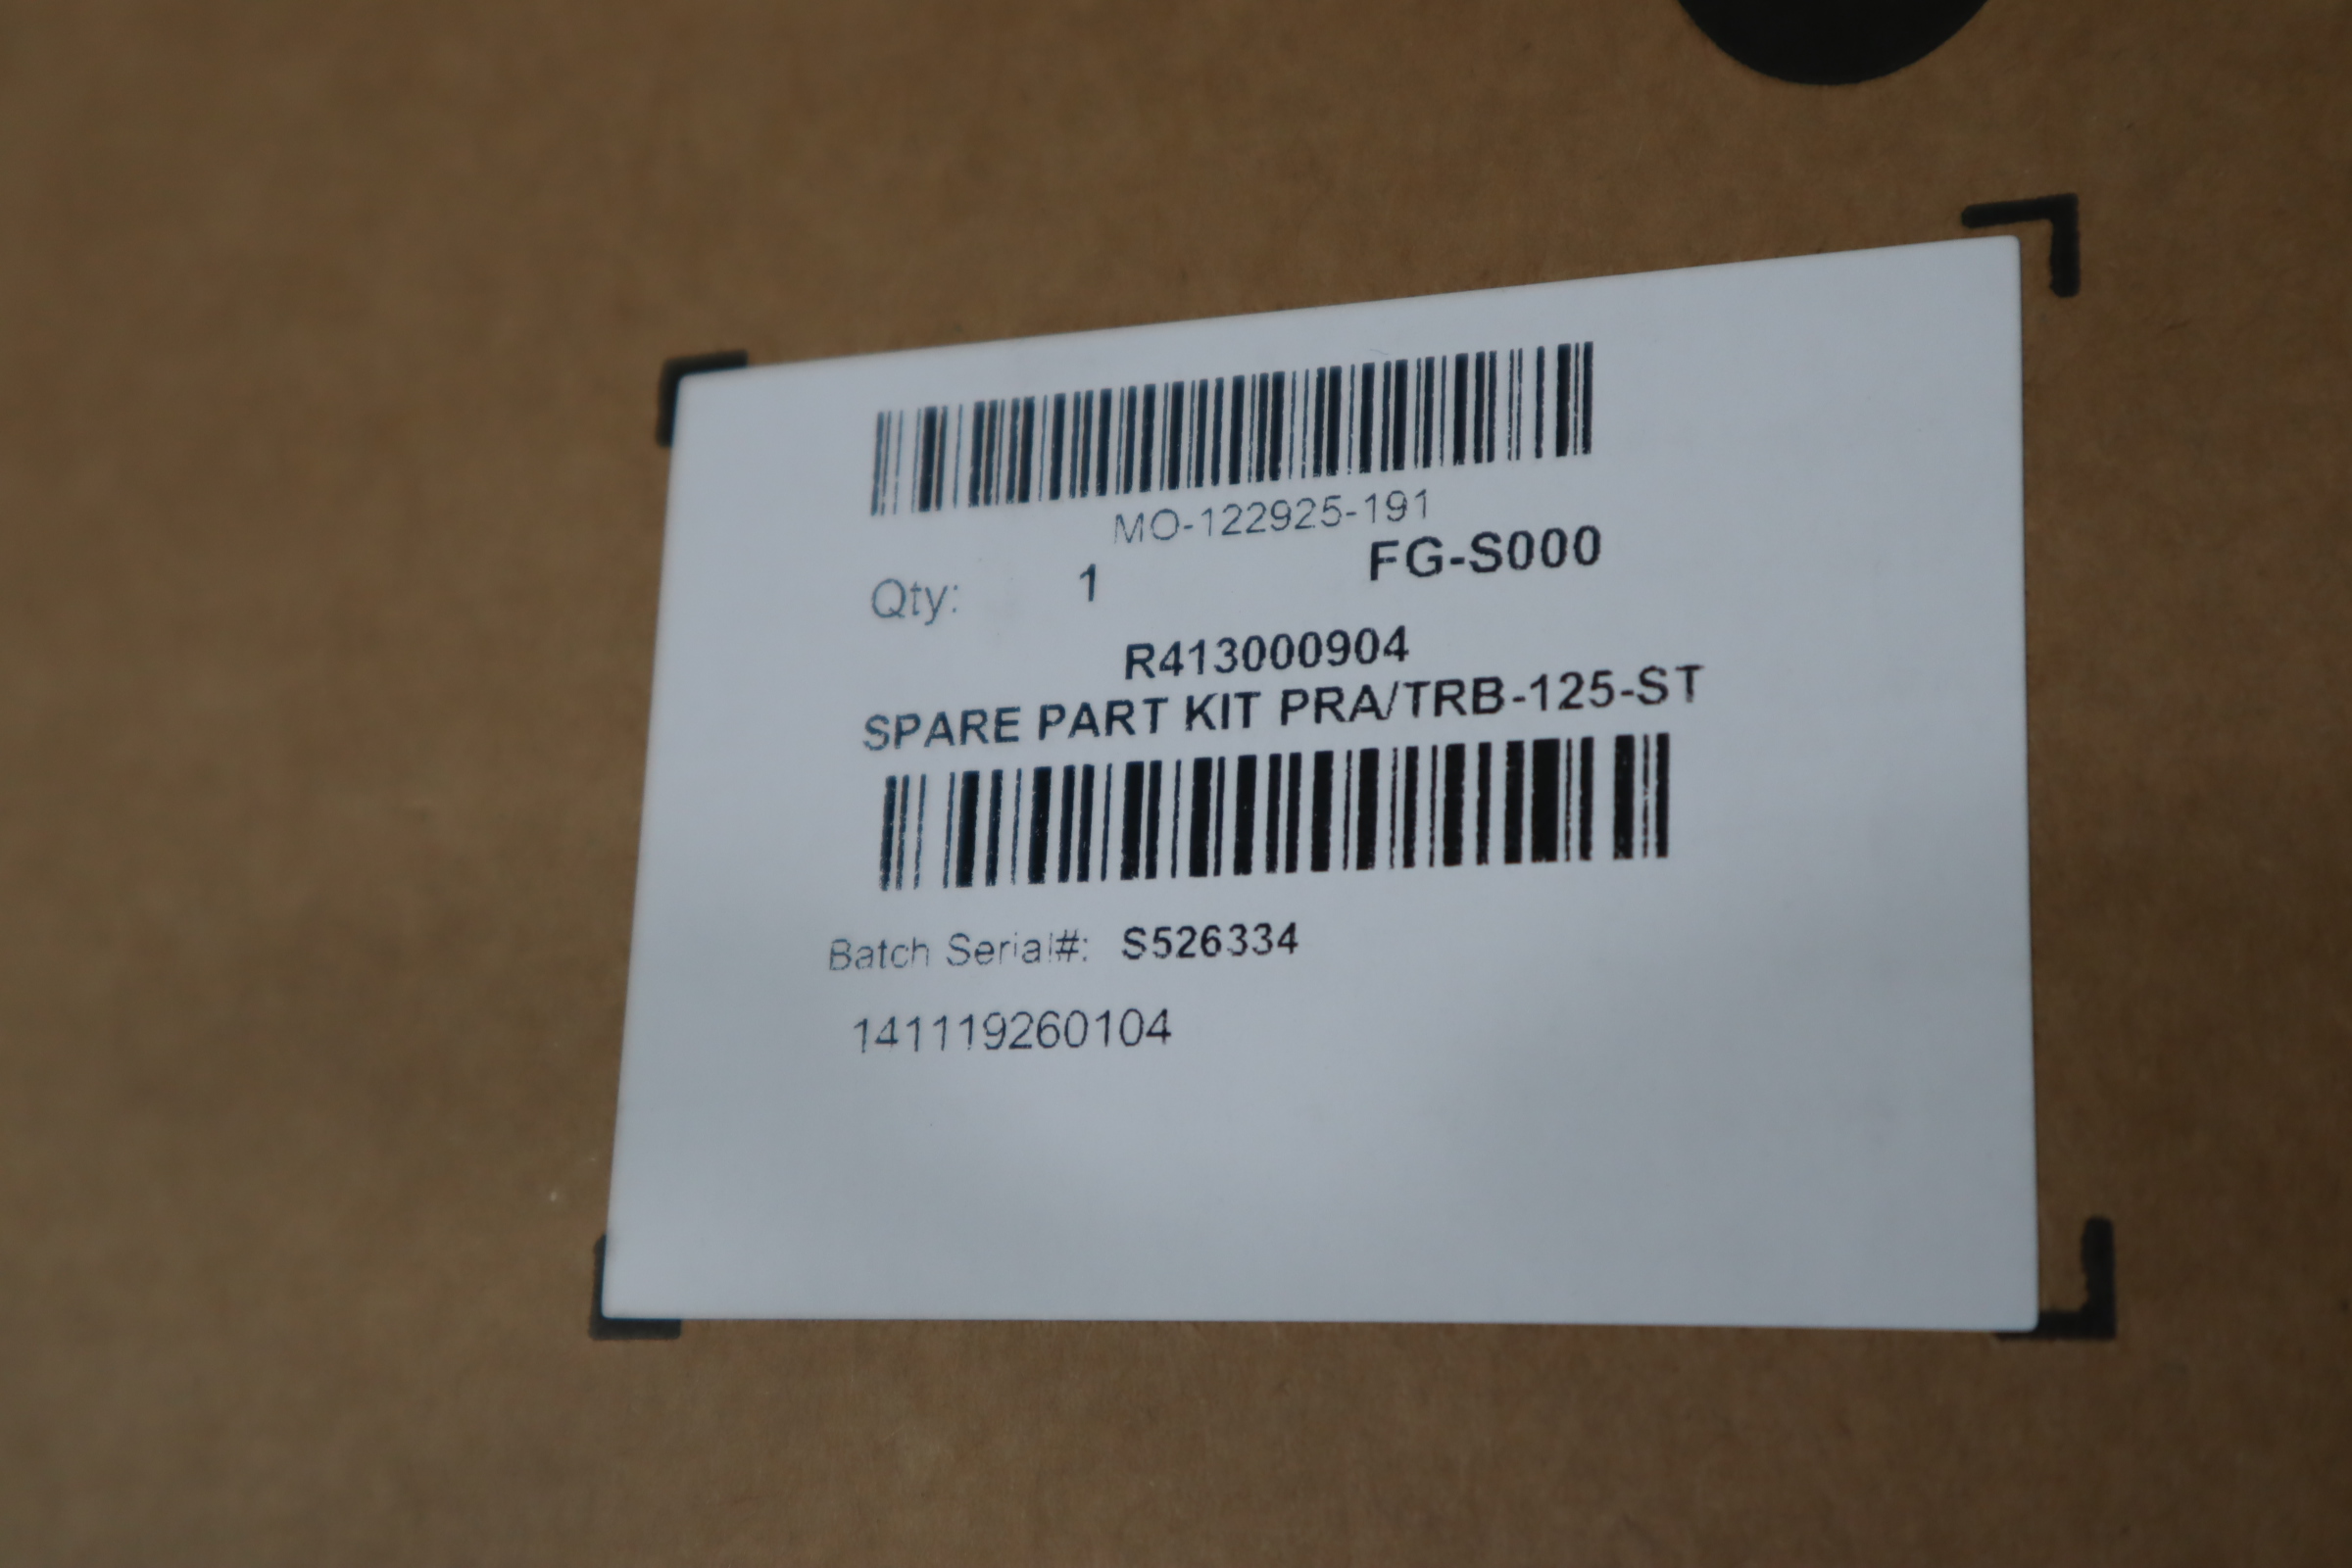 MO-122925-191
Qty: 1 FG-S000
R413000904
SPARE PART KIT PRA/TRB-125-ST
Batch Serial#: S526334
141119260104